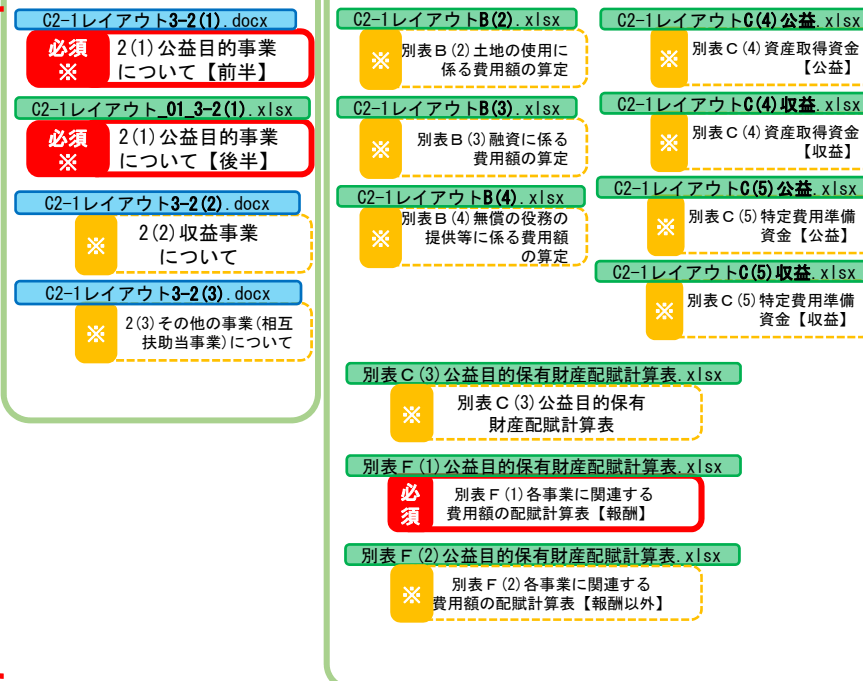 C2-1レイアウト3-2(1).docx
必須
※
2(1)公益目的事業
について【前半】
C2-1レイアウト_01_3-2(1).xlsx
必須
※
2(1)公益目的事業
について【後半】
C2-1レイアウト3-2(2).docx
※
2(2)収益事業
について
C2-1レイアウト3-2(3).docx
※
2(3)その他の事業(相互
扶助当事業)について
C2-1レイアウトB(2).xlsx
※
別表B(2)土地の使用に
係る費用額の算定
C2-1レイアウトB(3).xlsx
※
別表B(3)融資に係る
費用額の算定
C2-1レイアウトB(4).xlsx
※
別表B(4)無償の役務の
提供等に係る費用額
の算定
C2-1レイアウトC(4)公益.xlsx
※
別表C(4)資産取得資金
【公益】
C2-1レイアウトC(4)収益.xlsx
※
別表C(4)資産取得資金
【収益】
C2-1レイアウトC(5)公益.xlsx
※
別表C(5)特定費用準備
資金【公益】
C2-1レイアウトC(5)収益.xlsx
※
別表C(5)特定費用準備
資金【収益】
別表C(3)公益目的保有財産配賦計算表.xlsx
※
別表C(3)公益目的保有
財産配賦計算表
別表F(1)公益目的保有財産配賦計算表.xlsx
必
須
別表F(1)各事業に関連する
費用額の配賦計算表【報酬】
別表F(2)公益目的保有財産配賦計算表.xlsx
※
別表F(2)各事業に関連する
費用額の配賦計算表【報酬以外】